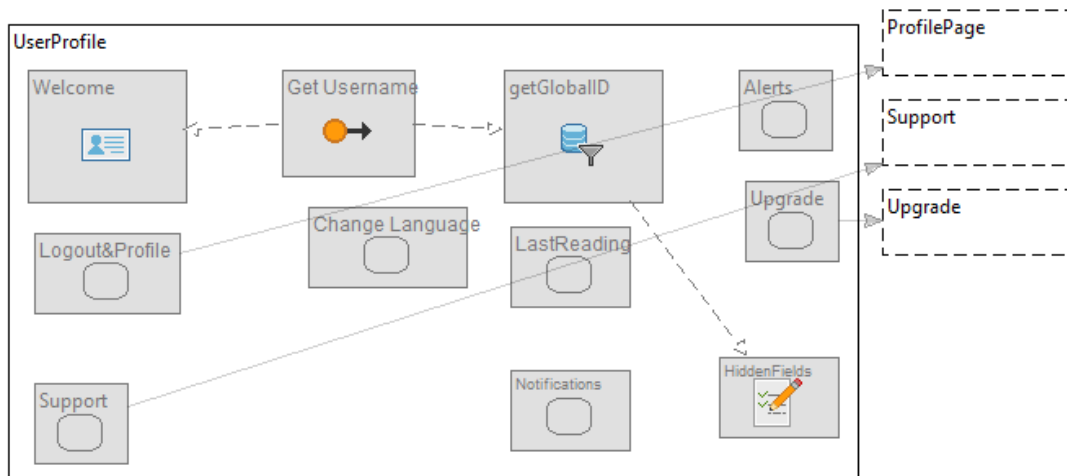 UserProfile
ProfilePage
Welcome
Get Username
getGlobalID
Alerts
Support
Upgrade
Upgrade
Change Language
Logout&Profile
LastReading
HiddenFields
Notifications
Support